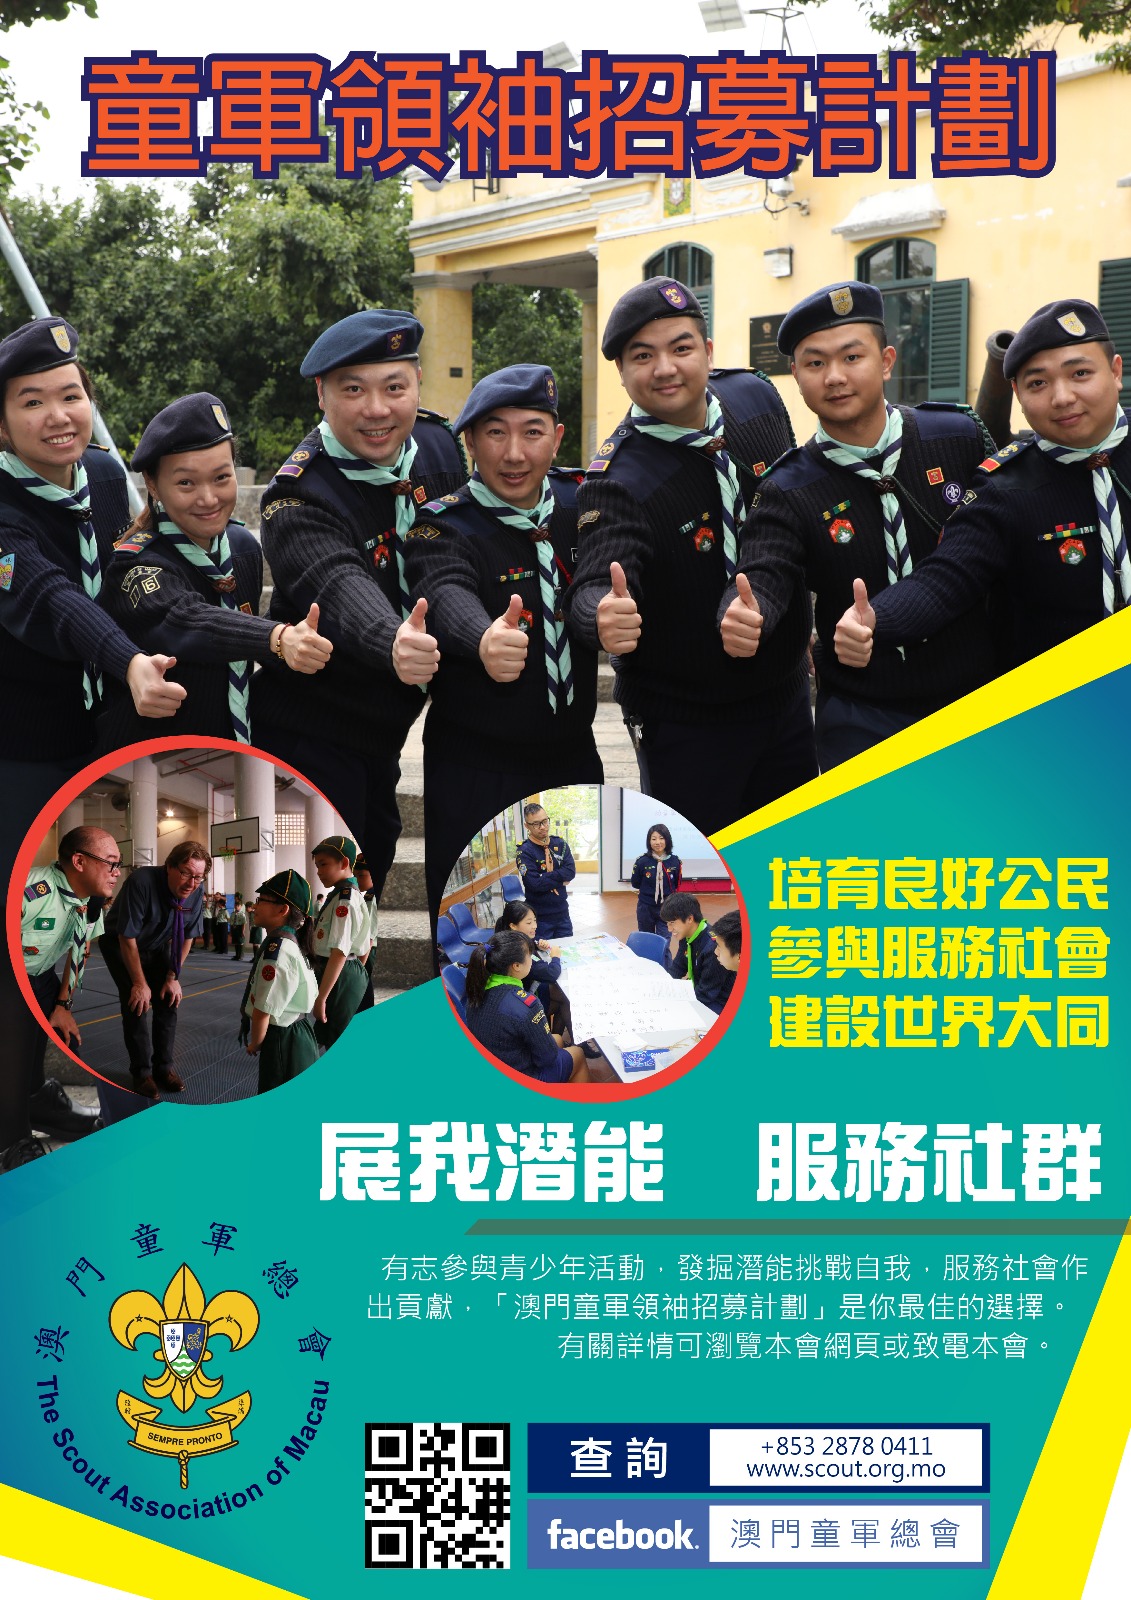 童軍領袖招募計劃
培育良好公民
參與服務社會
建設世界大同
展我潛能 服務社群
有志參與青少年活動，發掘潛能挑戰自我，服務社會作
出貢獻，「澳門童軍領袖招募計劃」是你最佳的選擇。
有關詳情可瀏覽本會網頁或致電本會。
澳門童軍總會
SEMPRE PRONTO
The Scout Association of Macau
查詢
+853 2878 0411
www.scout.org.mo
facebook.
澳門童軍總會